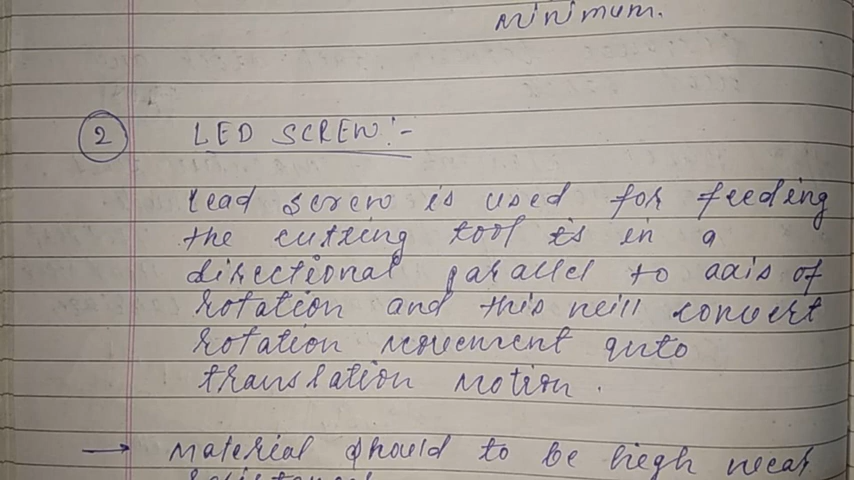 minimum.
2 LED SCREW:-
Lead screw is used for feeding
the cutting tool is in a
directional parallel to axis of
rotation and this will convert
rotation movement into
translation motion.
→ Material should to be high wear
resistance